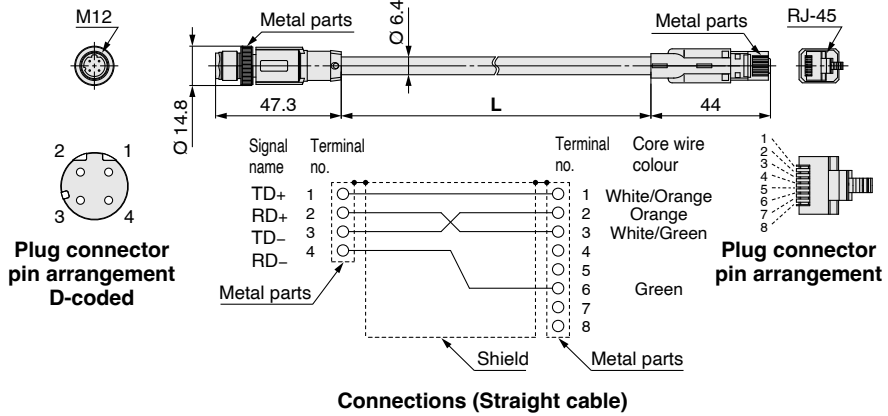 M12
Metal parts
Ø 6.4
Metal parts
RJ-45
Ø 14.8
47.3
L
44
2 1
3 4
Plug connector
pin arrangement
D-coded
Signal
name
Terminal
no.
TD+ 1
RD+ 2
TD– 3
RD– 4
Metal parts
Terminal
no.
Core wire
colour
1 White/Orange
2 Orange
3 White/Green
4
5
6 Green
7
8
Shield
Metal parts
1
2
3
4
5
6
7
8
Plug connector
pin arrangement
Connections (Straight cable)